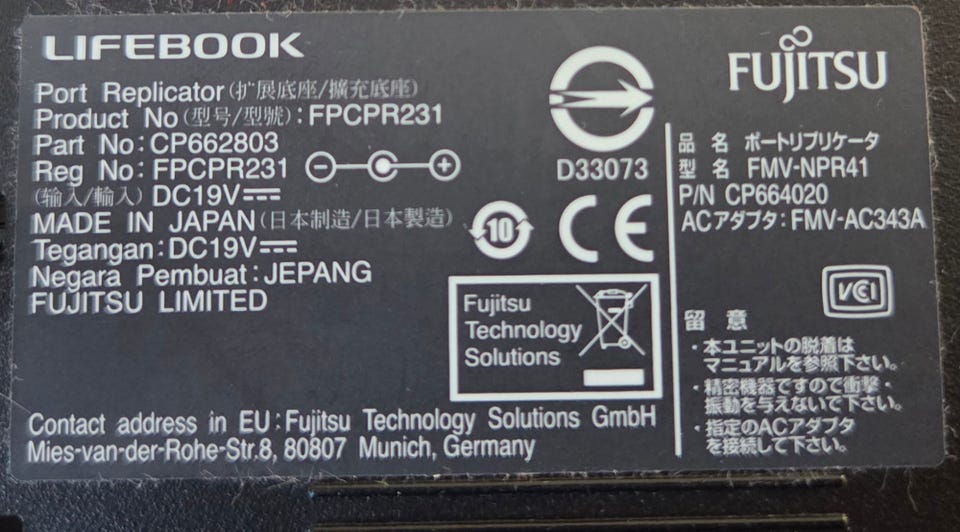 LIFEBOOK
Port Replicator (扩展底座/擴充底座)
Product No (型号/型號) : FPCPR231
Part No : CP662803
Reg No : FPCPR231
(输入/輸入) DC19V
MADE IN JAPAN (日本制造/日本製造)
Tegangan : DC19V
Negara Pembuat : JEPANG
FUJITSU LIMITED
D33073
10
CE
Fujitsu
Technology
Solutions
Contact address in EU : Fujitsu Technology Solutions GmbH
Mies-van-der-Rohe-Str.8, 80807 Munich, Germany
FUJITSU
品 名 ポートリプリケータ
型 名 FMV-NPR41
P/N CP664020
ACアダプタ : FMV-AC343A
VCI
留 意
・本ユニットの脱着は
マニュアルを参照下さい。
・精密機器ですので衝撃・
振動を与えないで下さい。
・指定のACアダプタ
を接続して下さい。